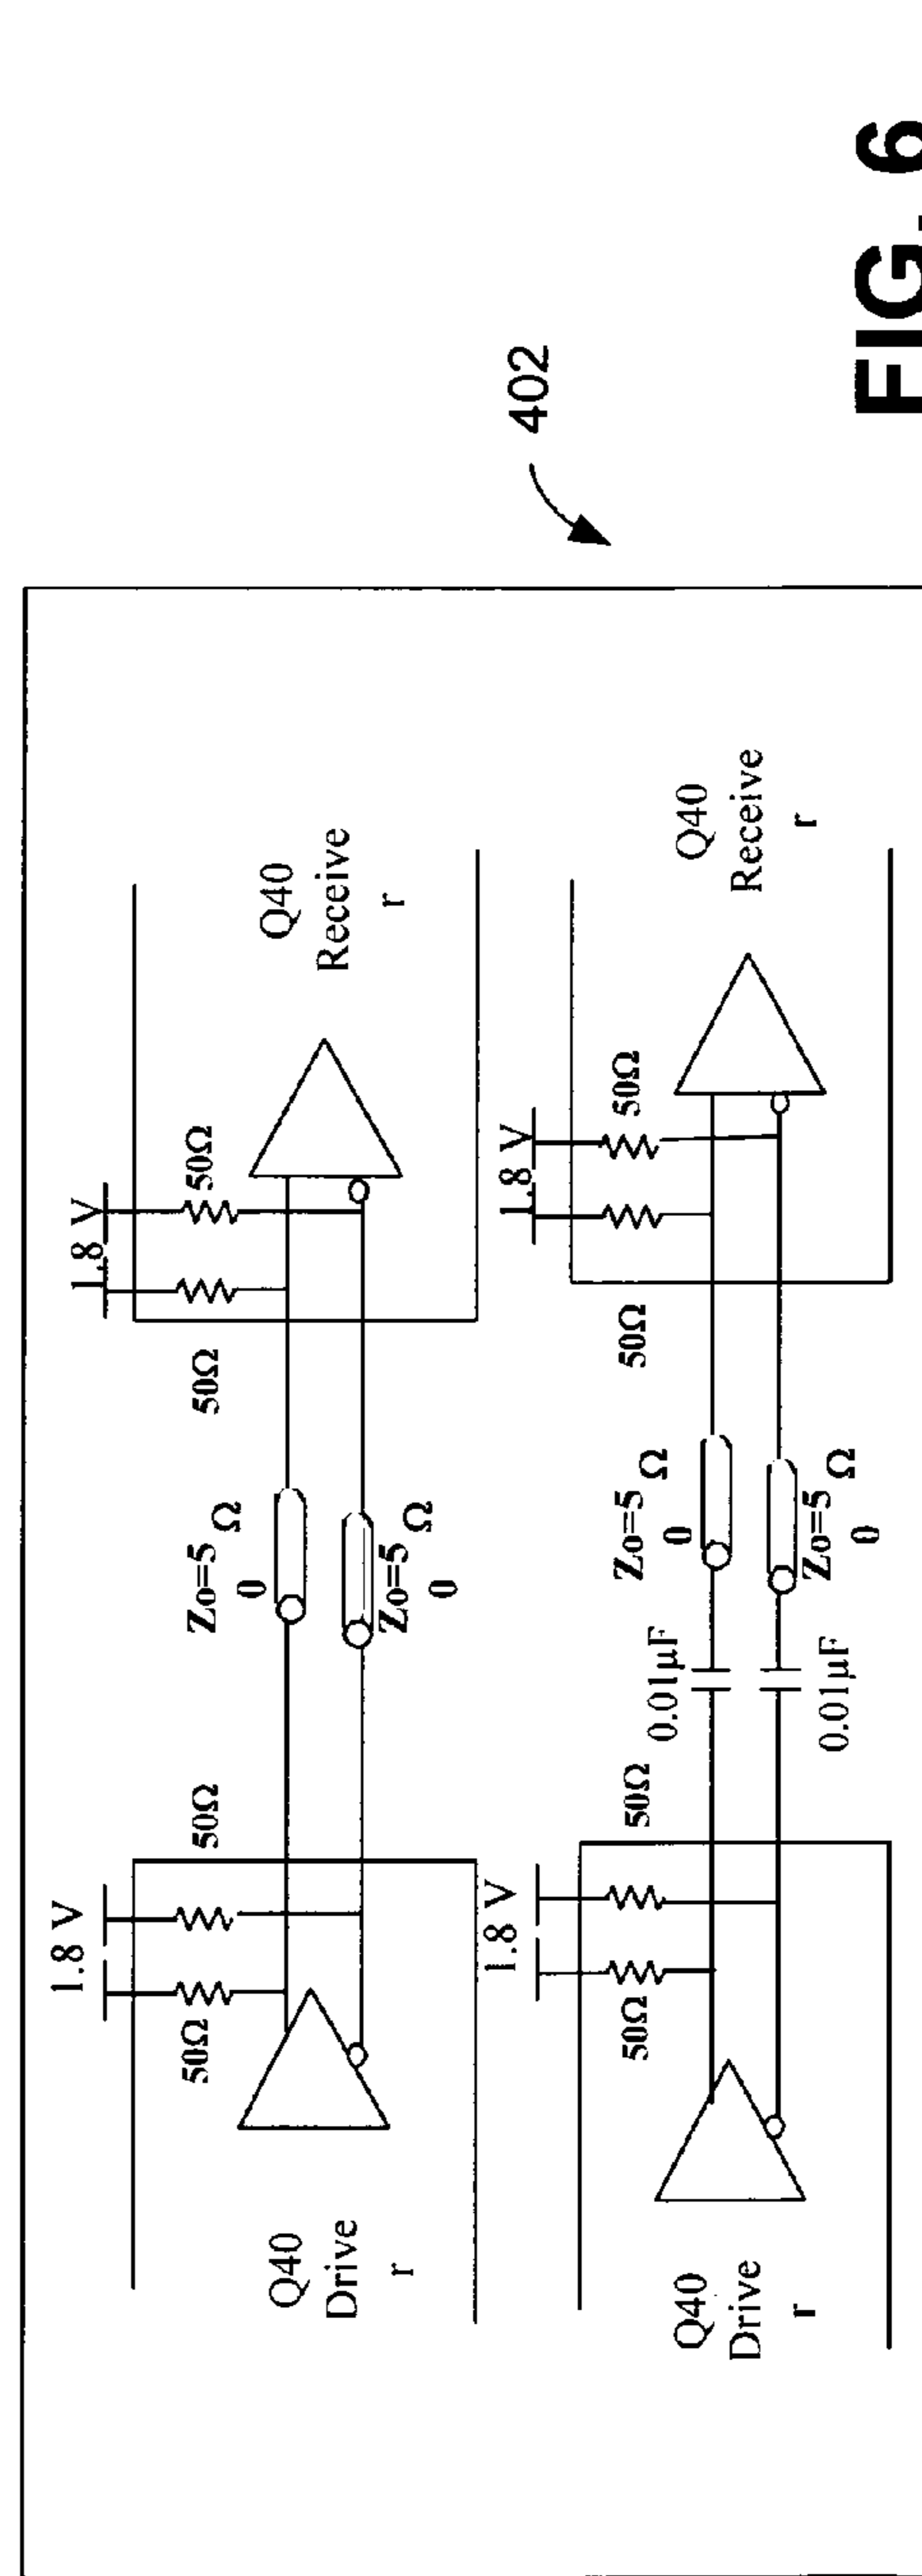 1.8 V
1.8 V
50Ω
50Ω
Zo=5
0
Ω
50Ω
50Ω
Q40
Drive
r
Zo=5
0
Ω
Q40
Receive
r
1.8 V
1.8 V
50Ω
50Ω
0.01µF
Zo=5
0
Ω
50Ω
50Ω
Q40
Drive
r
0.01µF
Zo=5
0
Ω
Q40
Receive
r
402
FIG. 6